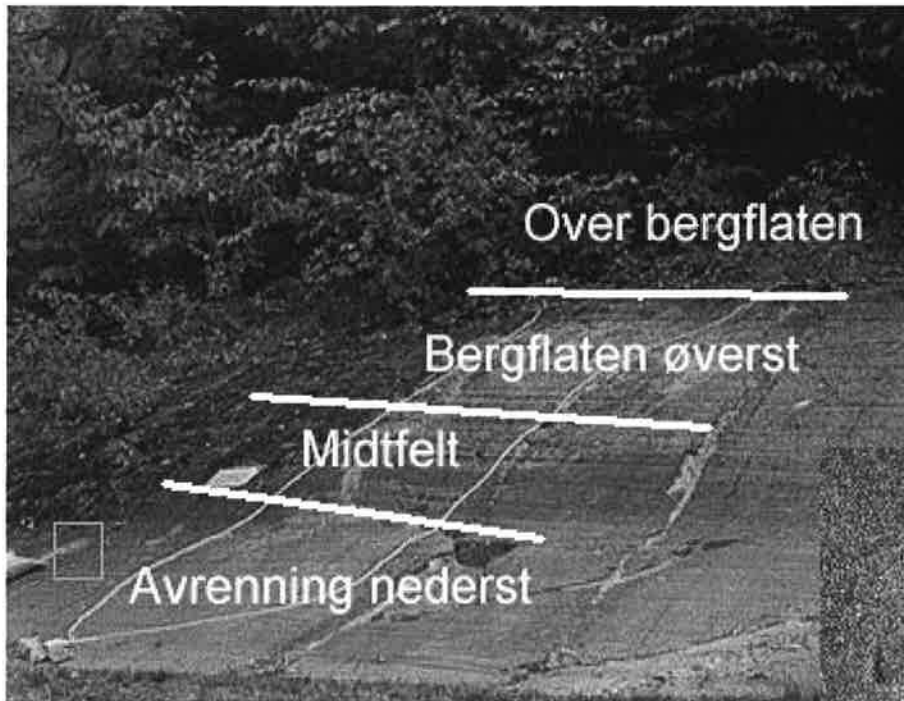 Over bergflaten
Bergflaten øverst
Midtfelt
Avrenning nederst